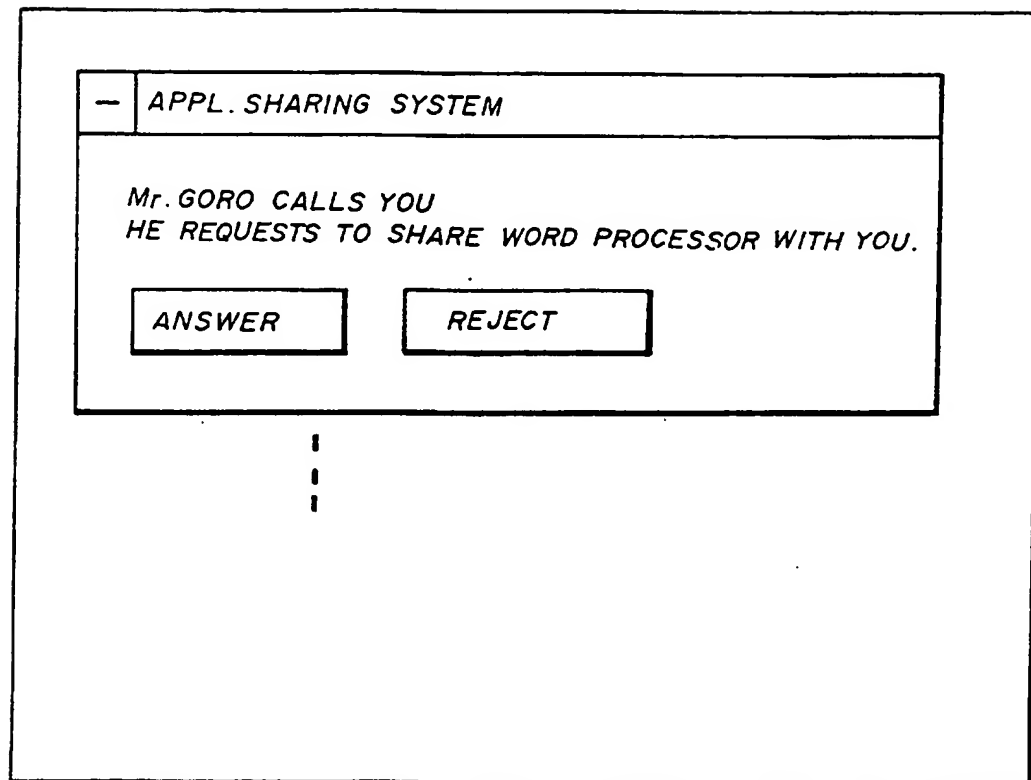 — APPL. SHARING SYSTEM
Mr. GORO CALLS YOU
HE REQUESTS TO SHARE WORD PROCESSOR WITH YOU.
ANSWER REJECT